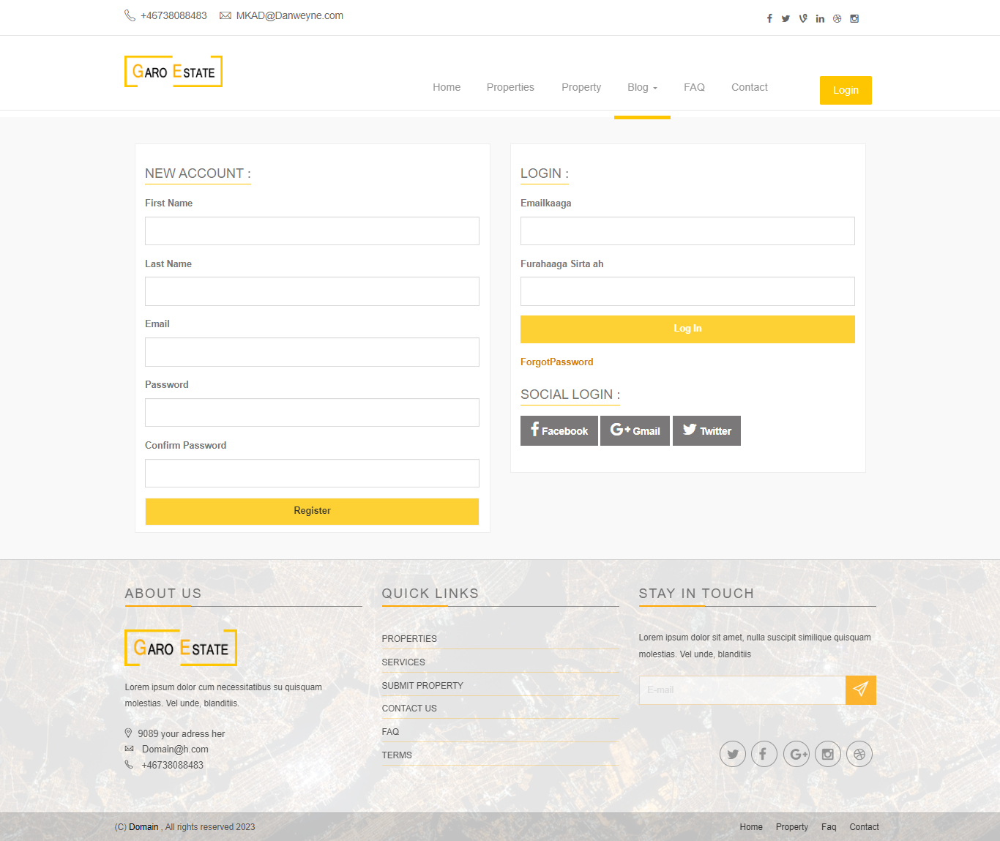 +46738088483 MKAD@Danweyne.com
GARO ESTATE
Home Properties Property Blog FAQ Contact Login
NEW ACCOUNT :
First Name
Last Name
Email
Password
Confirm Password
Register
LOGIN :
Emailkaaga
Furahaaga Sirta ah
Log In
ForgotPassword
SOCIAL LOGIN :
Facebook Gmail Twitter
ABOUT US
GARO ESTATE
Lorem ipsum dolor cum necessitatibus su quisquam
molestias. Vel unde, blanditiis.
9089 your adress her
Domain@h.com
+46738088483
QUICK LINKS
PROPERTIES
SERVICES
SUBMIT PROPERTY
CONTACT US
FAQ
TERMS
STAY IN TOUCH
Lorem ipsum dolor sit amet, nulla suscipit similique quisquam
molestias. Vel unde, blanditiis
E-mail
(C) Domain , All rights reserved 2023
Home Property Faq Contact